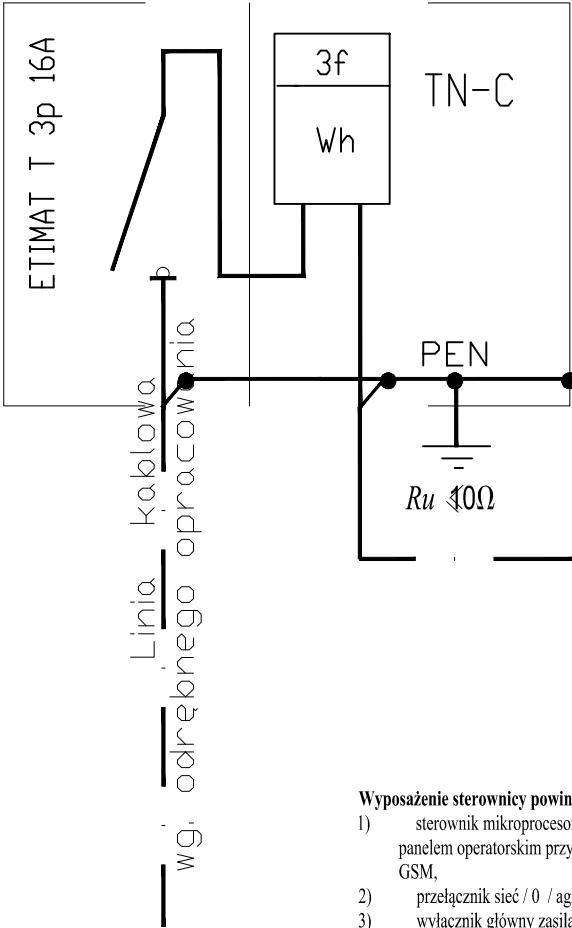 ETIMAT T 3p 16A
3f
Wh
TN-C
PEN
Ru ≤10Ω
Linia kablowa
wg. odrębnego opracowania
Wyposażenie sterownicy powin
1) sterownik mikroproceso
panelem operatorskim przy
GSM,
2) przełącznik sieć / 0 / ag
3) wyłącznik główny zasila